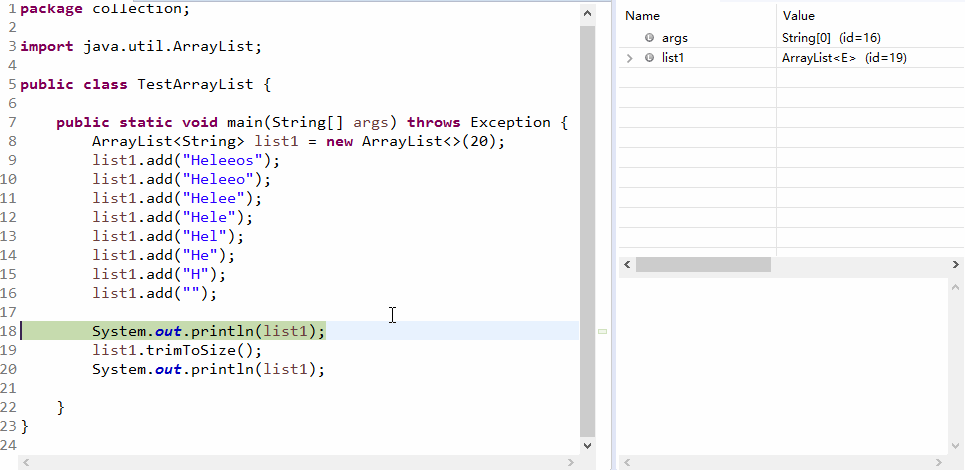 1 package collection;
2
3 import java.util.ArrayList;
4
5 public class TestArrayList {
6
7     public static void main(String[] args) throws Exception {
8         ArrayList<String> list1 = new ArrayList<>(20);
9         list1.add("Heleeos");
10         list1.add("Heleeo");
11         list1.add("Helee");
12         list1.add("Hele");
13         list1.add("Hel");
14         list1.add("He");
15         list1.add("H");
16         list1.add("");
17
18         System.out.println(list1);
19         list1.trimToSize();
20         System.out.println(list1);
21
22     }
23 }
24
Name Value
args String[0] (id=16)
list1 ArrayList<E> (id=19)